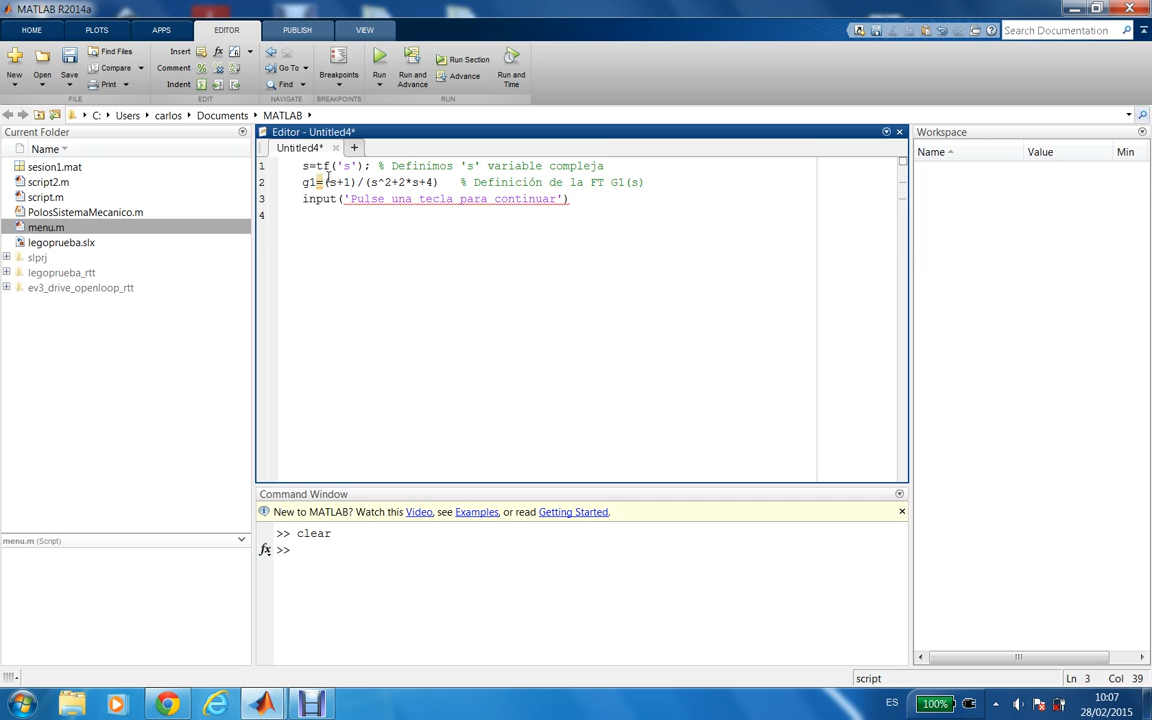 MATLAB R2014a
HOME PLOTS APPS EDITOR PUBLISH VIEW Search Documentation
New Open Save Find Files Compare Print Insert Comment Indent Go To Find Breakpoints Run Run and Advance Run Section Advance Run and Time
FILE EDIT NAVIGATE BREAKPOINTS RUN
C: Users carlos Documents MATLAB
Current Folder
Name
sesion1.mat
script2.m
script.m
PolosSistemaMecanico.m
menu.m
legoprueba.slx
slprj
legoprueba_rtt
ev3_drive_openloop_rtt
menu.m (Script)
Editor - Untitled4*
Untitled4*
1 s=tf('s'); % Definimos 's' variable compleja
2 g1=(s+1)/(s^2+2*s+4) % Definición de la FT G1(s)
3 input('Pulse una tecla para continuar')
4
Command Window
New to MATLAB? Watch this Video, see Examples, or read Getting Started.
>> clear
fx >>
Workspace
Name Value Min
script Ln 3 Col 39
ES 100% 10:07
28/02/2015